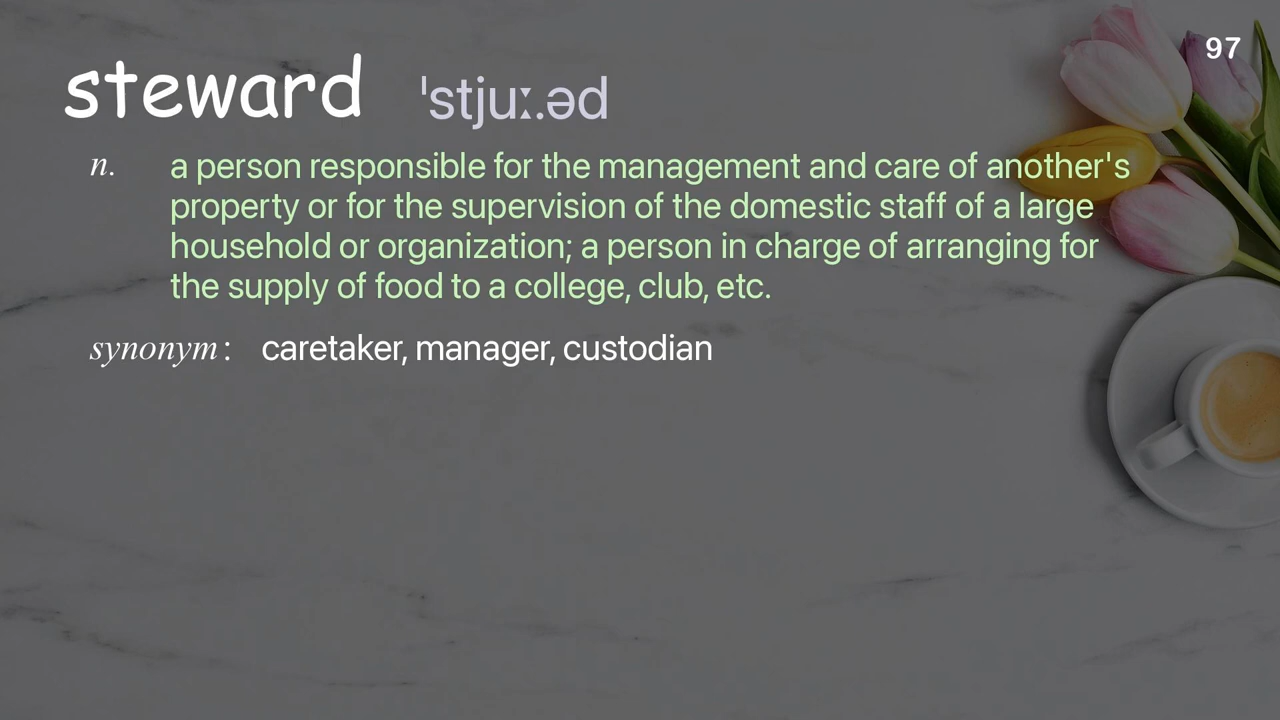 97
steward ˈstjuː.əd
n. a person responsible for the management and care of another's
property or for the supervision of the domestic staff of a large
household or organization; a person in charge of arranging for
the supply of food to a college, club, etc.
synonym: caretaker, manager, custodian